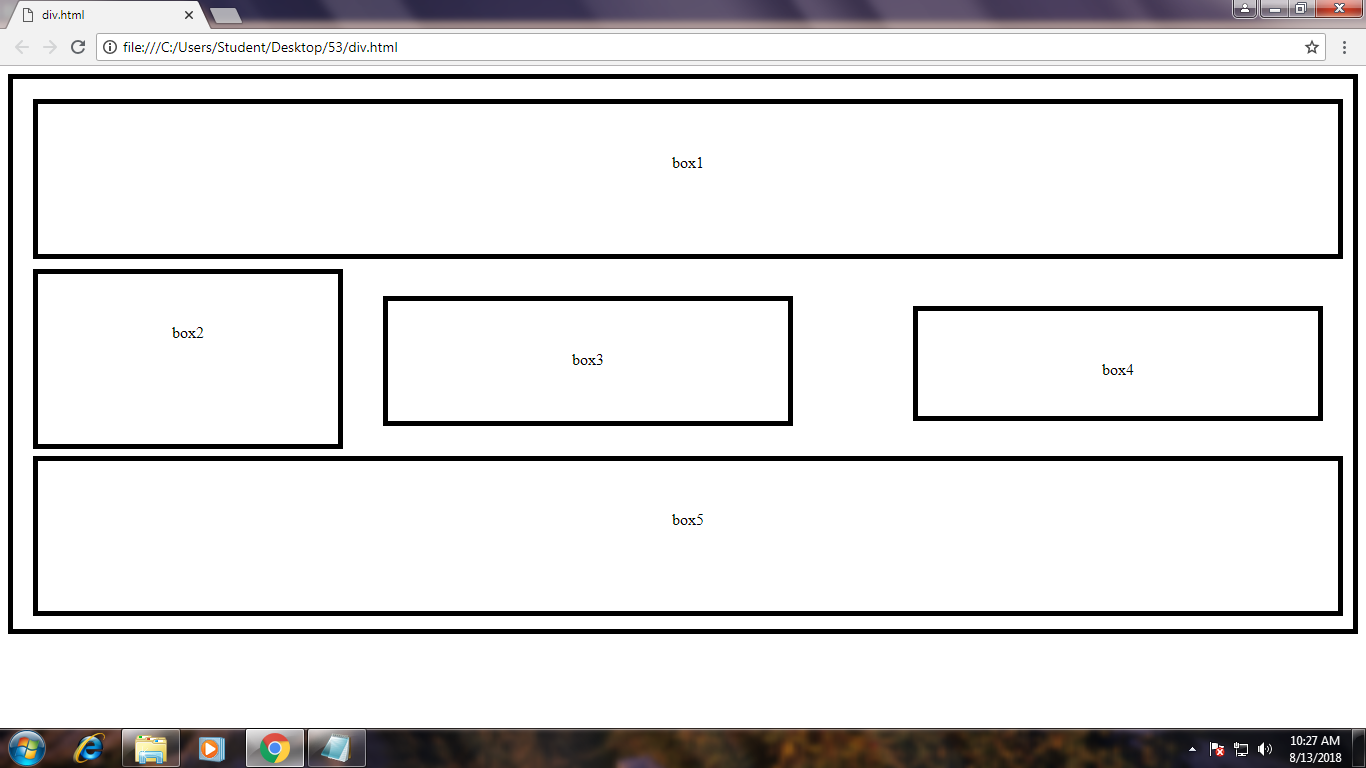 div.html
file:///C:/Users/Student/Desktop/53/div.html
box1
box2
box3
box4
box5
10:27 AM
8/13/2018